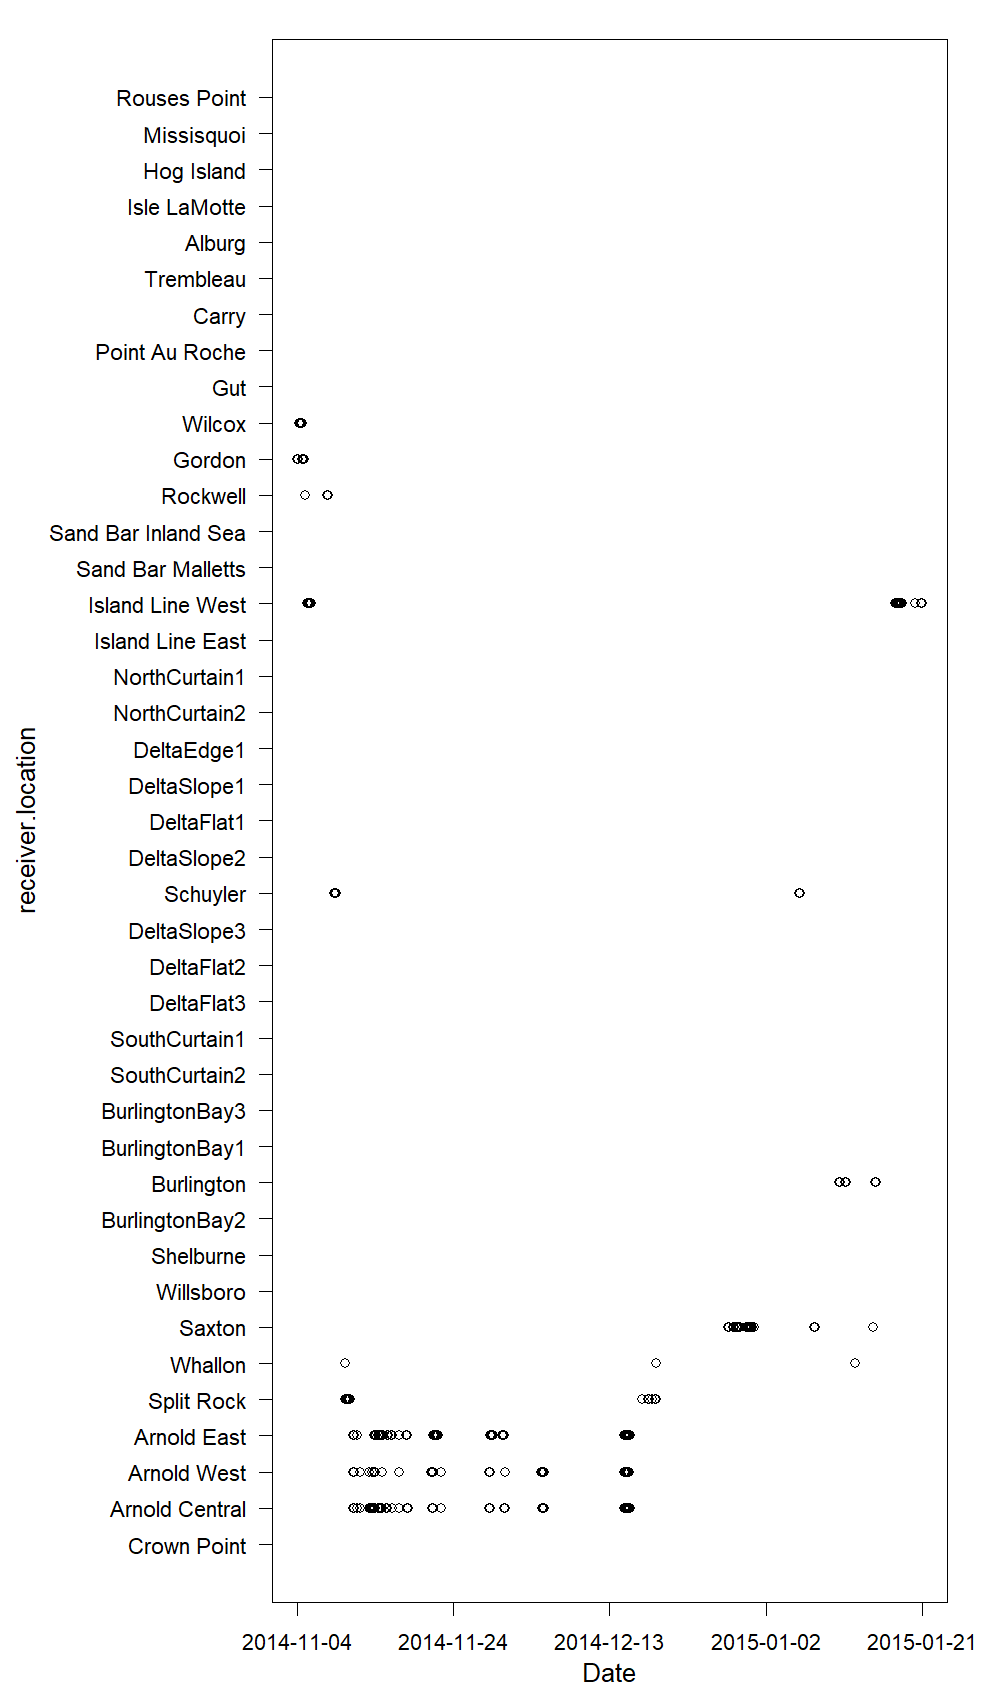 Rouses Point
Missisquoi
Hog Island
Isle LaMotte
Alburg
Trembleau
Carry
Point Au Roche
Gut
Wilcox
Gordon
Rockwell
Sand Bar Inland Sea
Sand Bar Malletts
Island Line West
Island Line East
NorthCurtain1
NorthCurtain2
DeltaEdge1
DeltaSlope1
DeltaFlat1
DeltaSlope2
Schuyler
DeltaSlope3
DeltaFlat2
DeltaFlat3
SouthCurtain1
SouthCurtain2
BurlingtonBay3
BurlingtonBay1
Burlington
BurlingtonBay2
Shelburne
Willsboro
Saxton
Whallon
Split Rock
Arnold East
Arnold West
Arnold Central
Crown Point
receiver.location
2014-11-04 2014-11-24 2014-12-13 2015-01-02 2015-01-21
Date